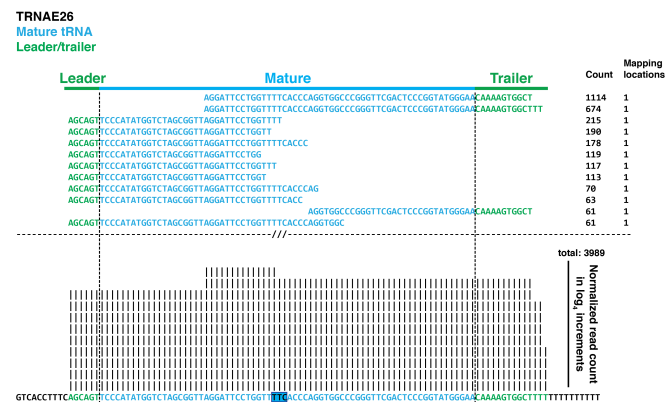 TRNAE26
Mature tRNA
Leader/trailer
Leader Mature Trailer Count Mapping locations
AGGATTCCTGGTTTTCACCCAGGTGGCCCGGGTTCGACTCCCGGTATGGGAACAAAAGTGGCT 1114 1
AGGATTCCTGGTTTTCACCCAGGTGGCCCGGGTTCGACTCCCGGTATGGGAACAAAAGTGGCTTT 674 1
AGCAGTTCCCATATGGTCTAGCGGTTAGGATTCCTGGTTTT 215 1
AGCAGTTCCCATATGGTCTAGCGGTTAGGATTCCTGGTT 190 1
AGCAGTTCCCATATGGTCTAGCGGTTAGGATTCCTGGTTTTCACCC 178 1
AGCAGTTCCCATATGGTCTAGCGGTTAGGATTCCTGG 119 1
AGCAGTTCCCATATGGTCTAGCGGTTAGGATTCCTGGTTT 117 1
AGCAGTTCCCATATGGTCTAGCGGTTAGGATTCCTGGT 113 1
AGCAGTTCCCATATGGTCTAGCGGTTAGGATTCCTGGTTTTCACCCAG 70 1
AGCAGTTCCCATATGGTCTAGCGGTTAGGATTCCTGGTTTTCACC 63 1
AGGTGGCCCGGGTTCGACTCCCGGTATGGGAACAAAAGTGGCT 61 1
AGCAGTTCCCATATGGTCTAGCGGTTAGGATTCCTGGTTTTCACCCAGGTGGC 61 1
///
total: 3989
Normalized read count
in log4 increments
GTCACCTTTCAGCAGTTCCCATATGGTCTAGCGGTTAGGATTCCTGGTTTTCACCCAGGTGGCCCGGGTTCGACTCCCGGTATGGGAACAAAAGTGGCTTTTTTTTTTTTTT